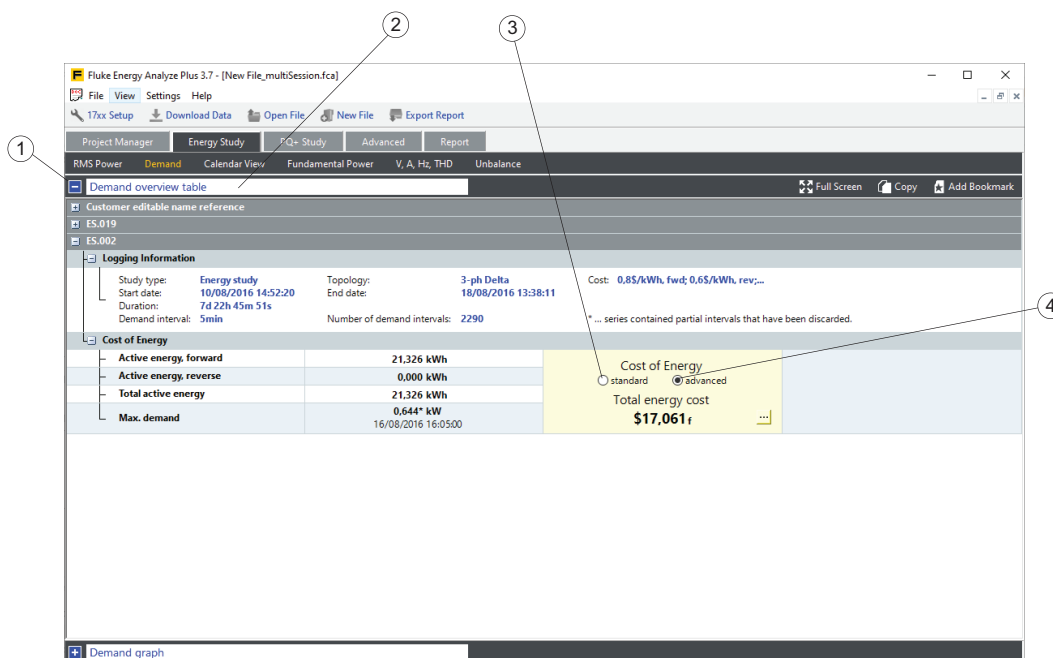 2
3
Fluke Energy Analyze Plus 3.7 - [New File_multiSession.fca]
File View Settings Help
17xx Setup Download Data Open File New File Export Report
1
Project Manager Energy Study PQ+ Study Advanced Report
RMS Power Demand Calendar View Fundamental Power V, A, Hz, THD Unbalance
Demand overview table Full Screen Copy Add Bookmark
Customer editable name reference
ES.019
ES.002
Logging Information
Study type: Energy study Topology: 3-ph Delta Cost: 0,8$/kWh, fwd; 0,6$/kWh, rev;...
Start date: 10/08/2016 14:52:20 End date: 18/08/2016 13:38:11
Duration: 7d 22h 45m 51s
4
Demand interval: 5min Number of demand intervals: 2290 * ... series contained partial intervals that have been discarded.
Cost of Energy
Active energy, forward 21,326 kWh
Cost of Energy
Active energy, reverse 0,000 kWh
standard advanced
Total active energy 21,326 kWh
Total energy cost
Max. demand 0,644* kW
16/08/2016 16:05:00
$17,061 f ...
Demand graph